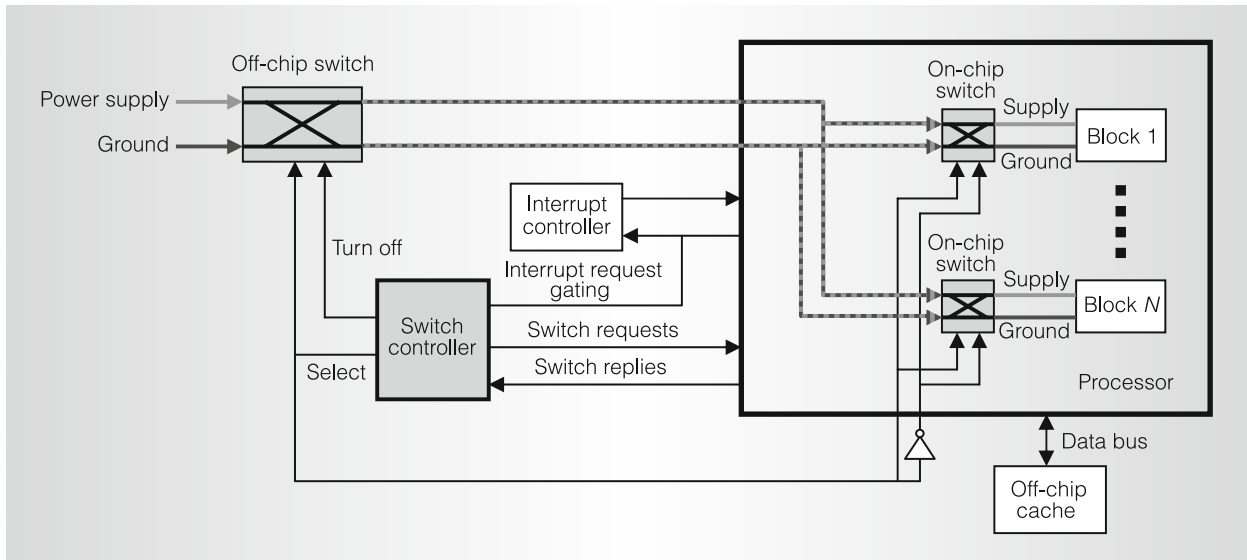 Off-chip switch
Power supply
Ground
On-chip
switch
Supply
Block 1
Ground
Interrupt
controller
Turn off
Interrupt request
gating
On-chip
switch
Supply
Block N
Ground
Switch
controller
Switch requests
Select
Switch replies
Processor
Data bus
Off-chip
cache